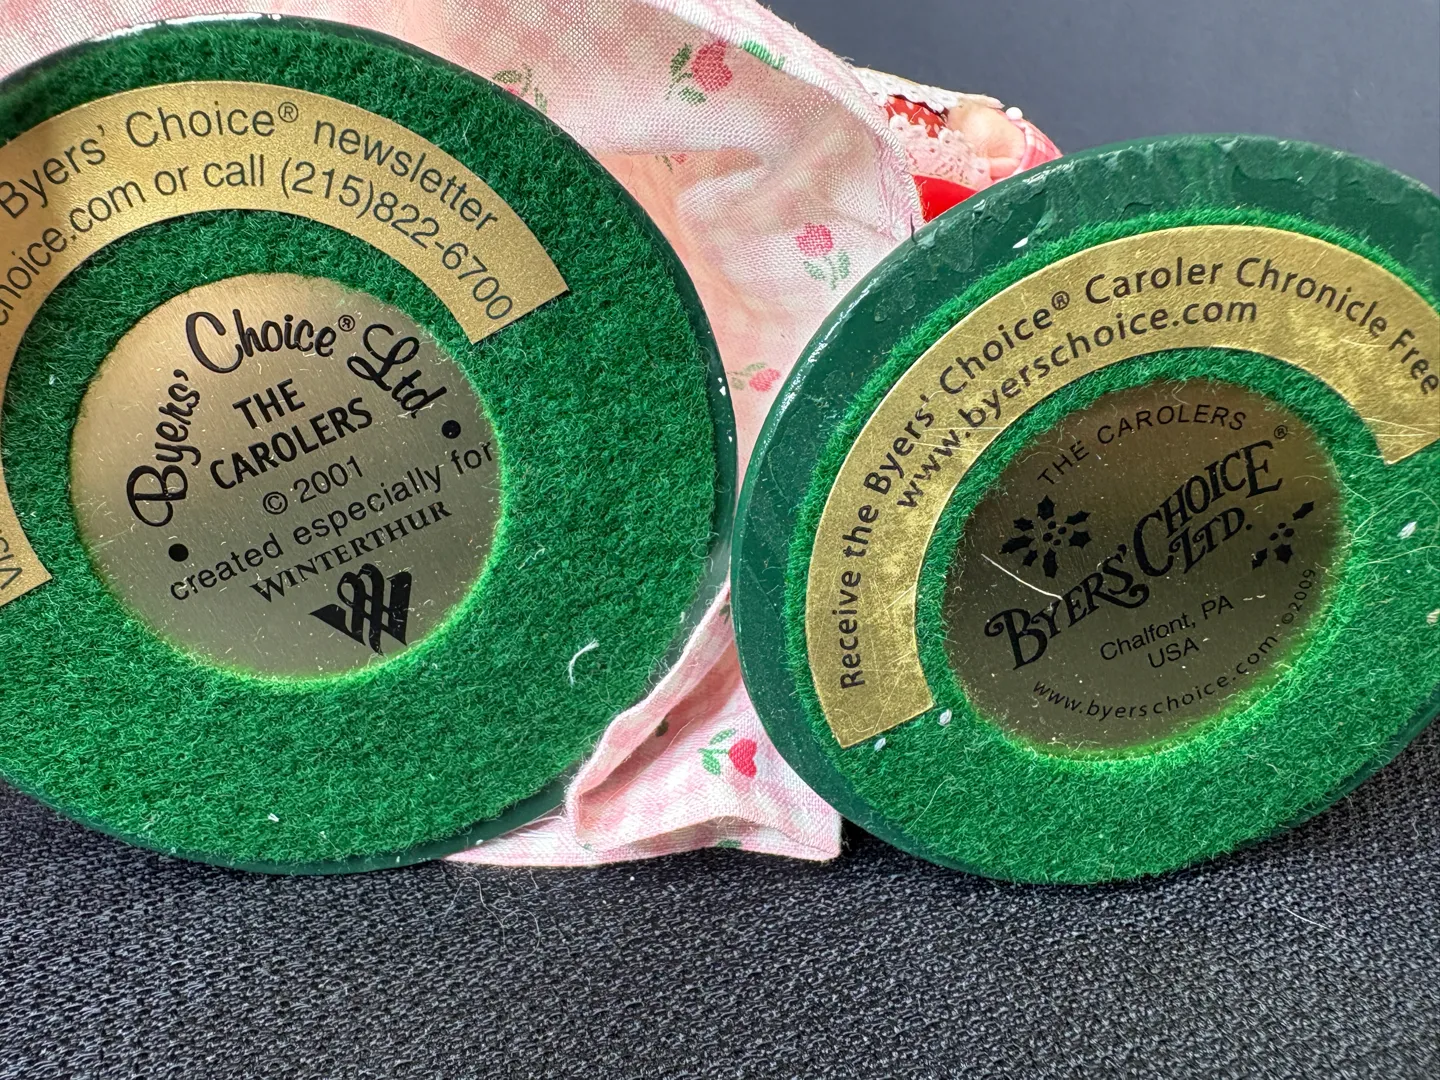 Byers' Choice® newsletter
choice.com or call (215)822-6700
Byers' Choice® Ltd.
THE
CAROLERS
© 2001
created especially for
WINTERTHUR
Receive the Byers' Choice® Caroler Chronicle Free
www.byerschoice.com
THE CAROLERS
BYERS' CHOICE®
LTD.
Chalfont, PA
USA
www.byerschoice.com ©2009